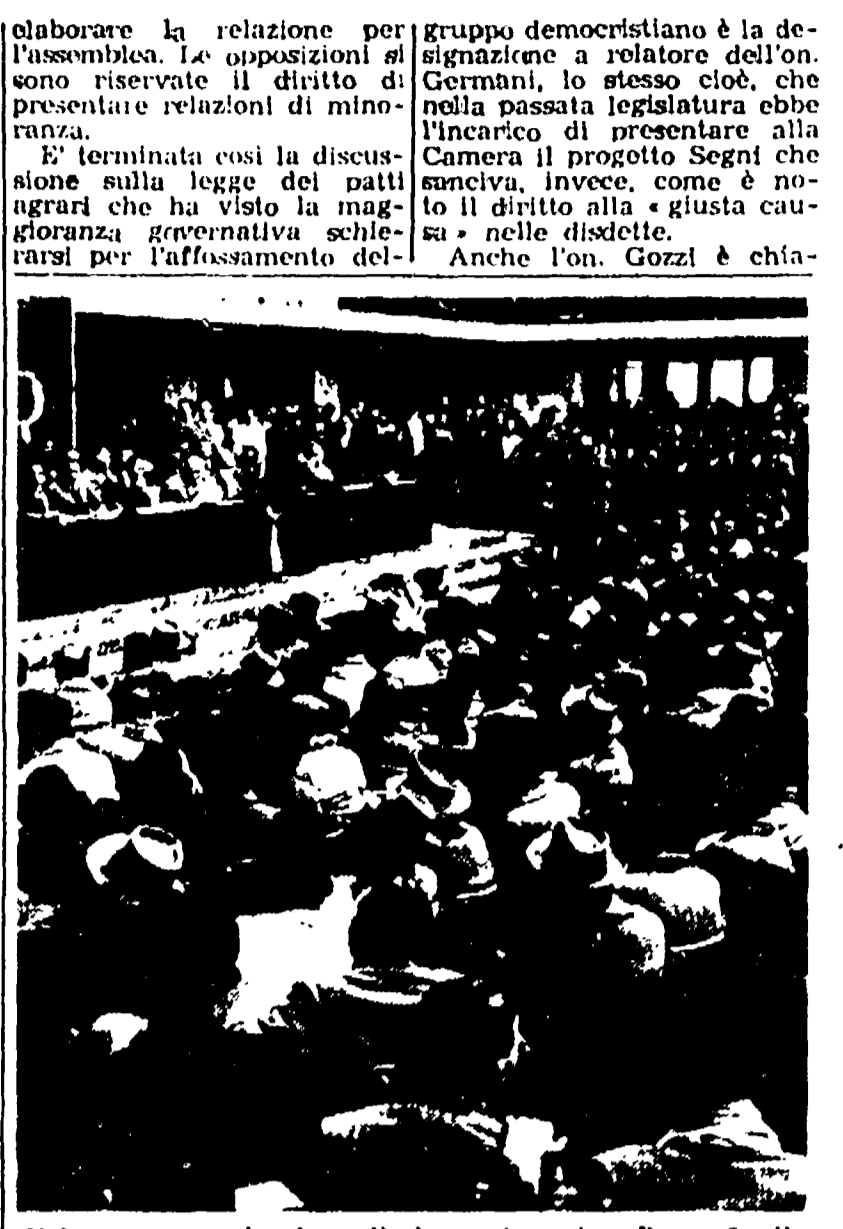 elaborare la relazione per
l'assemblea. Le opposizioni si
sono riservate il diritto di
presentare relazioni di mino-
ranza.
E' terminata così la discus-
sione sulla legge dei patti
agrari che ha visto la mag-
gioranza governativa schie-
rarsi per l'affossamento del-
gruppo democristiano è la de-
signazione a relatore dell'on.
Germani, lo stesso cioè, che
nella passata legislatura ebbe
l'incarico di presentare alla
Camera il progetto Segni che
sanciva, invece, come è no-
to il diritto alla « giusta cau-
sa » nelle disdette.
Anche l'on. Gozzi è chia-